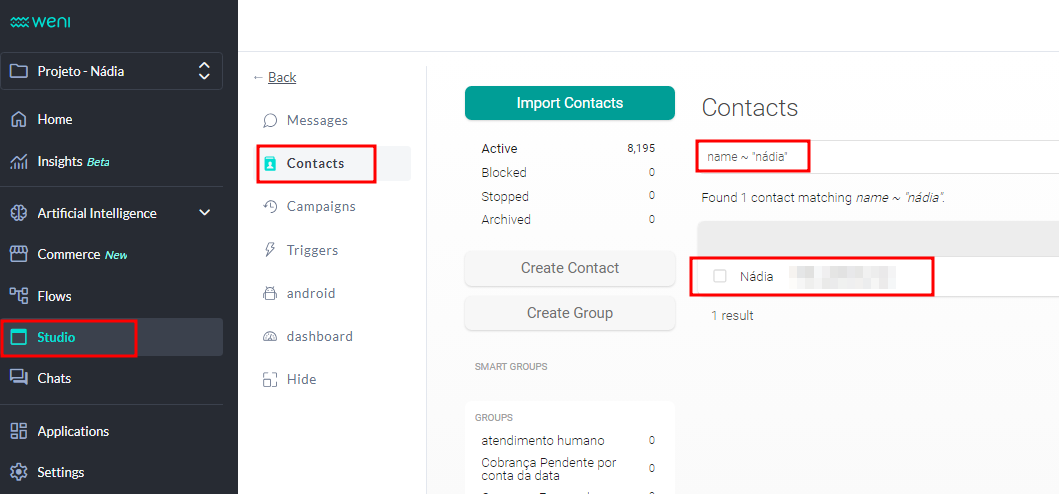 weni
Projeto - Nádia
Home
Insights Beta
Artificial Intelligence
Commerce New
Flows
Studio
Chats
Applications
Settings
← Back
Messages
Contacts
Campaigns
Triggers
android
dashboard
Hide
Import Contacts
Active 8,195
Blocked 0
Stopped 0
Archived 0
Create Contact
Create Group
SMART GROUPS
GROUPS
atendimento humano 0
Cobrança Pendente por
conta da data 0
Contacts
name ~ "nádia"
Found 1 contact matching name ~ "nádia".
Nádia
1 result